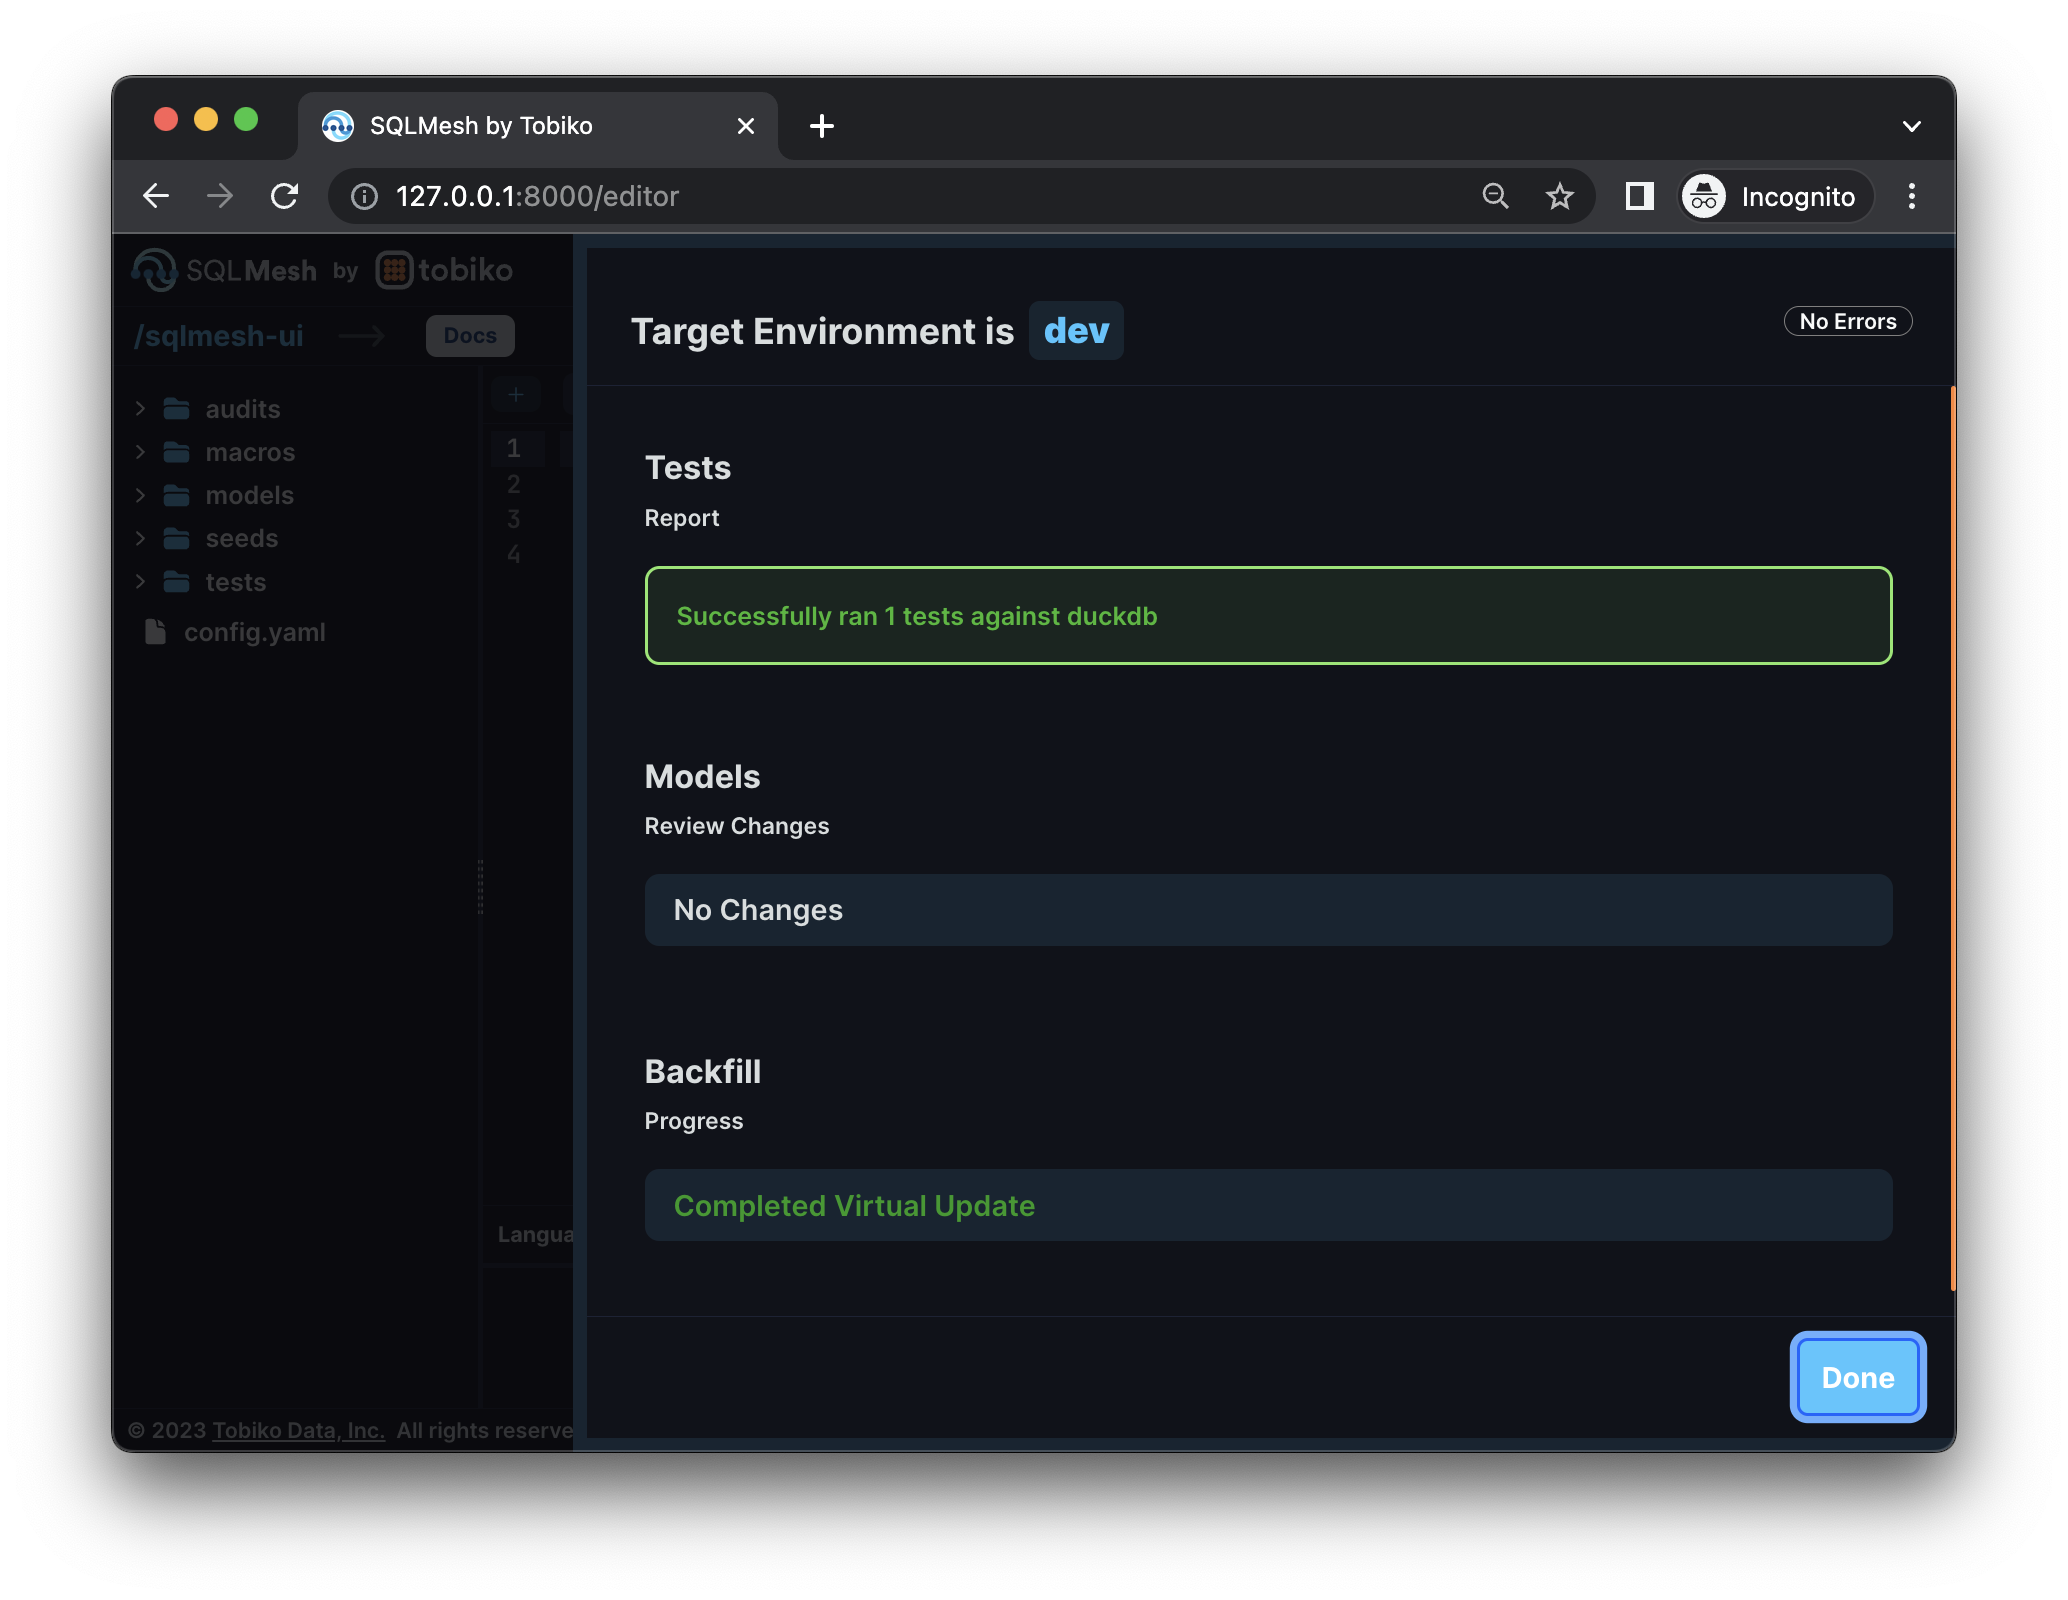 SQLMesh by Tobiko
127.0.0.1:8000/editor
Incognito
SQLMesh by tobiko
/sqlmesh-ui
Docs
audits
macros
models
seeds
tests
config.yaml
1
2
3
4
Langua
© 2023 Tobiko Data, Inc. All rights reserve
Target Environment is dev
No Errors
Tests
Report
Successfully ran 1 tests against duckdb
Models
Review Changes
No Changes
Backfill
Progress
Completed Virtual Update
Done